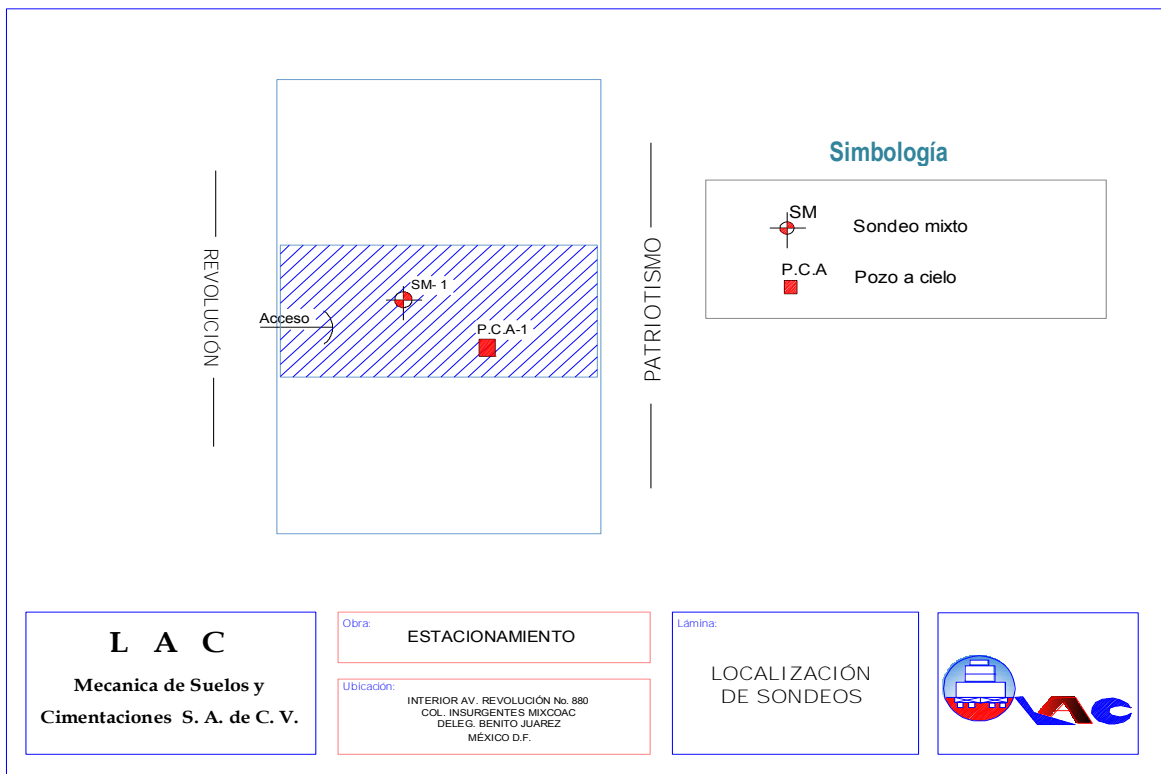 Simbología
SM
Sondeo mixto
P.C.A
Pozo a cielo
REVOLUCIÓN
PATRIOTISMO
SM- 1
Acceso
P.C.A-1
L A C
Mecanica de Suelos y
Cimentaciones S. A. de C. V.
Obra:
ESTACIONAMIENTO
Ubicación:
INTERIOR AV. REVOLUCIÓN No. 880
COL. INSURGENTES MIXCOAC
DELEG. BENITO JUAREZ
MÉXICO D.F.
Lámina:
LOCALIZACIÓN
DE SONDEOS
LAC